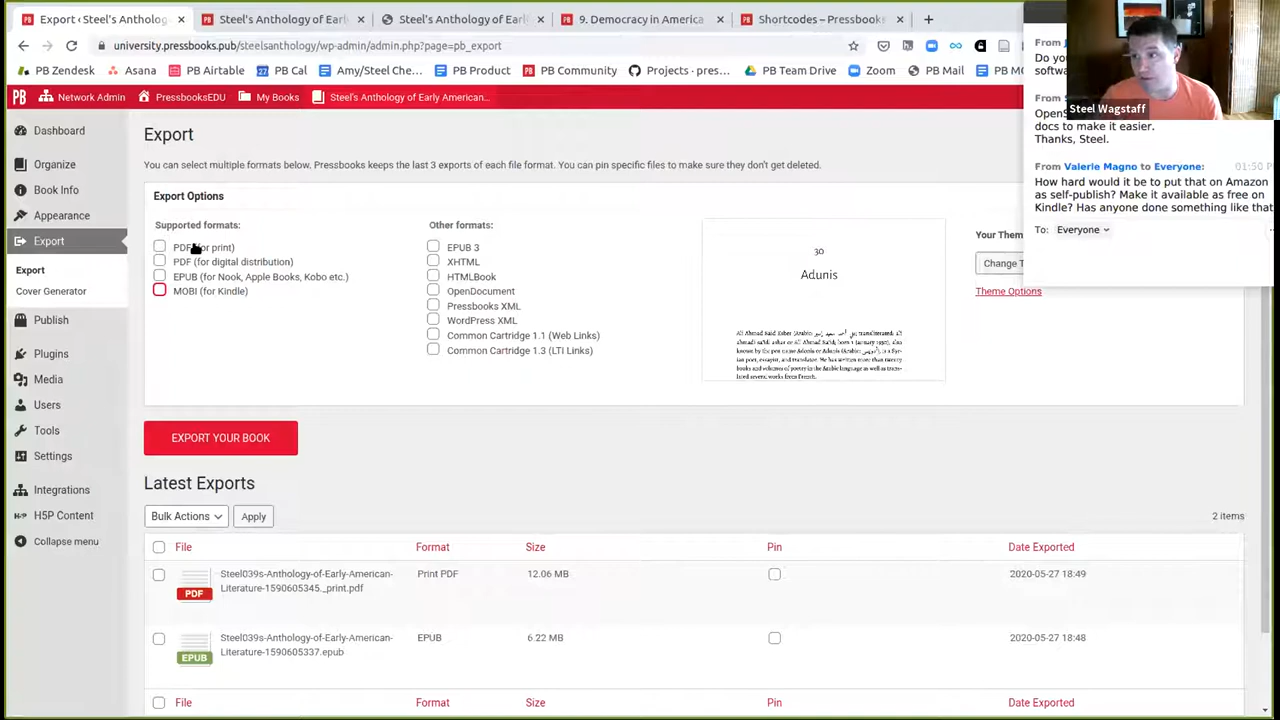 Export ‹ Steel's Antholog
Steel's Anthology of Earl
Steel's Anthology of Early
9. Democracy in America
Shortcodes – Pressbooks
university.pressbooks.pub/steelsanthology/wp-admin/admin.php?page=pb_export
PB Zendesk
Asana
PB Airtable
PB Cal
Amy/Steel Che...
PB Product
PB Community
Projects · pres...
PB Team Drive
Zoom
PB Mail
PB
Network Admin
PressbooksEDU
My Books
Steel's Anthology of Early American...
Dashboard
Organize
Book Info
Appearance
Export
Export
Cover Generator
Publish
Plugins
Media
Users
Tools
Settings
Integrations
H5P Content
Collapse menu
Export
You can select multiple formats below. Pressbooks keeps the last 3 exports of each file format. You can pin specific files to make sure they don't get deleted.
Export Options
Supported formats:
PDF (for print)
PDF (for digital distribution)
EPUB (for Nook, Apple Books, Kobo etc.)
MOBI (for Kindle)
Other formats:
EPUB 3
XHTML
HTMLBook
OpenDocument
Pressbooks XML
WordPress XML
Common Cartridge 1.1 (Web Links)
Common Cartridge 1.3 (LTI Links)
30
Adunis
Your Them
Change T
Theme Options
EXPORT YOUR BOOK
Latest Exports
Bulk Actions
Apply
2 items
File Format Size Pin Date Exported
Steel039s-Anthology-of-Early-American-
Literature-1590605345._print.pdf
PDF
Print PDF
12.06 MB
2020-05-27 18:49
Steel039s-Anthology-of-Early-American-
Literature-1590605337.epub
EPUB
EPUB
6.22 MB
2020-05-27 18:48
File Format Size Pin Date Exported
From
Do yo
softwa
From
OpenS
docs to make it easier.
Thanks, Steel.
From Valerie Magno to Everyone: 01:50 P
How hard would it be to put that on Amazon
as self-publish? Make it available as free on
Kindle? Has anyone done something like that
To: Everyone
Steel Wagstaff